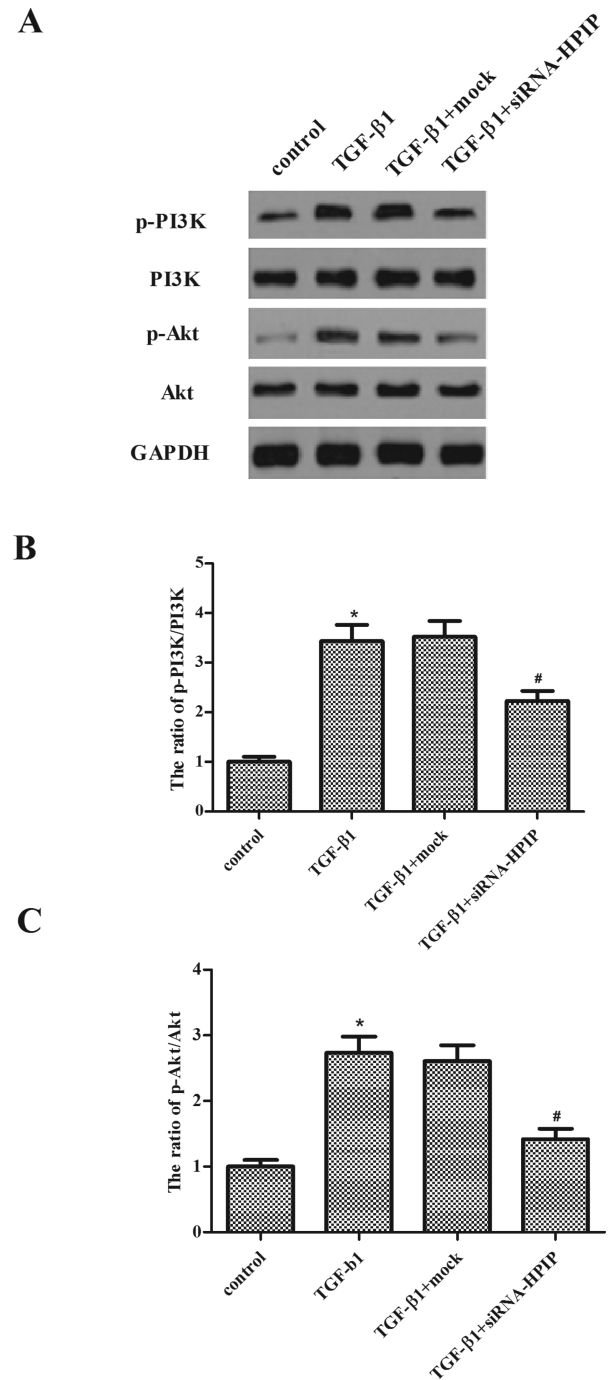 A
control
TGF-β1
TGF-β1+mock
TGF-β1+siRNA-HPIP
p-PI3K
PI3K
p-Akt
Akt
GAPDH
B
The ratio of p-PI3K/PI3K
5
4
3
2
1
0
*
#
control
TGF-β1
TGF-β1+mock
TGF-β1+siRNA-HPIP
C
The ratio of p-Akt/Akt
4
3
2
1
0
*
#
control
TGF-b1
TGF-β1+mock
TGF-β1+siRNA-HPIP